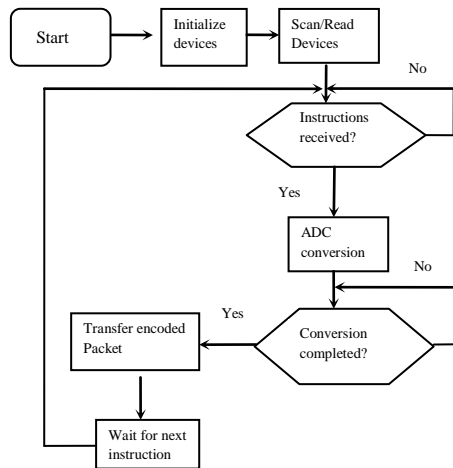 Start
Initialize
devices
Scan/Read
Devices
No
Instructions
received?
Yes
ADC
conversion
No
Yes
Conversion
completed?
Transfer encoded
Packet
Wait for next
instruction